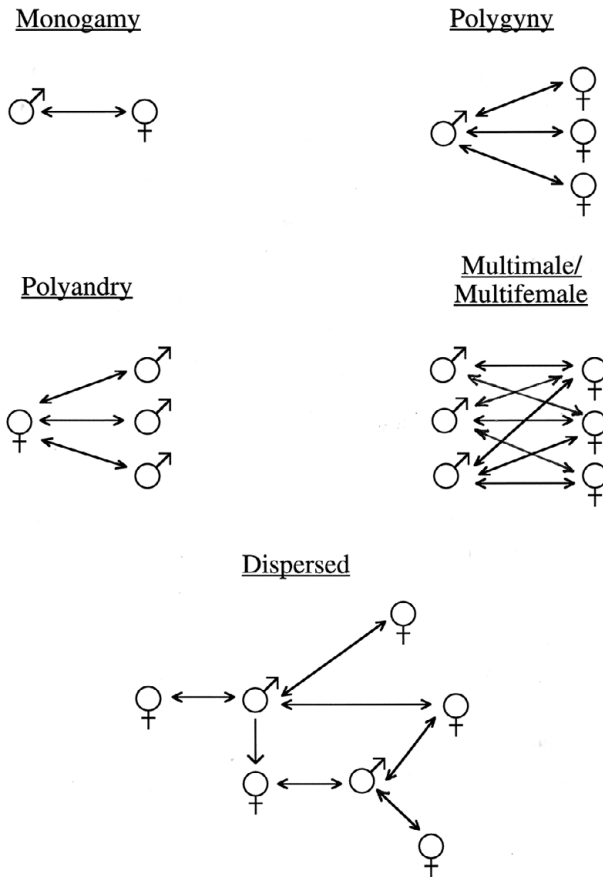 Monogamy
Polygyny
Polyandry
Multimale/
Multifemale
Dispersed